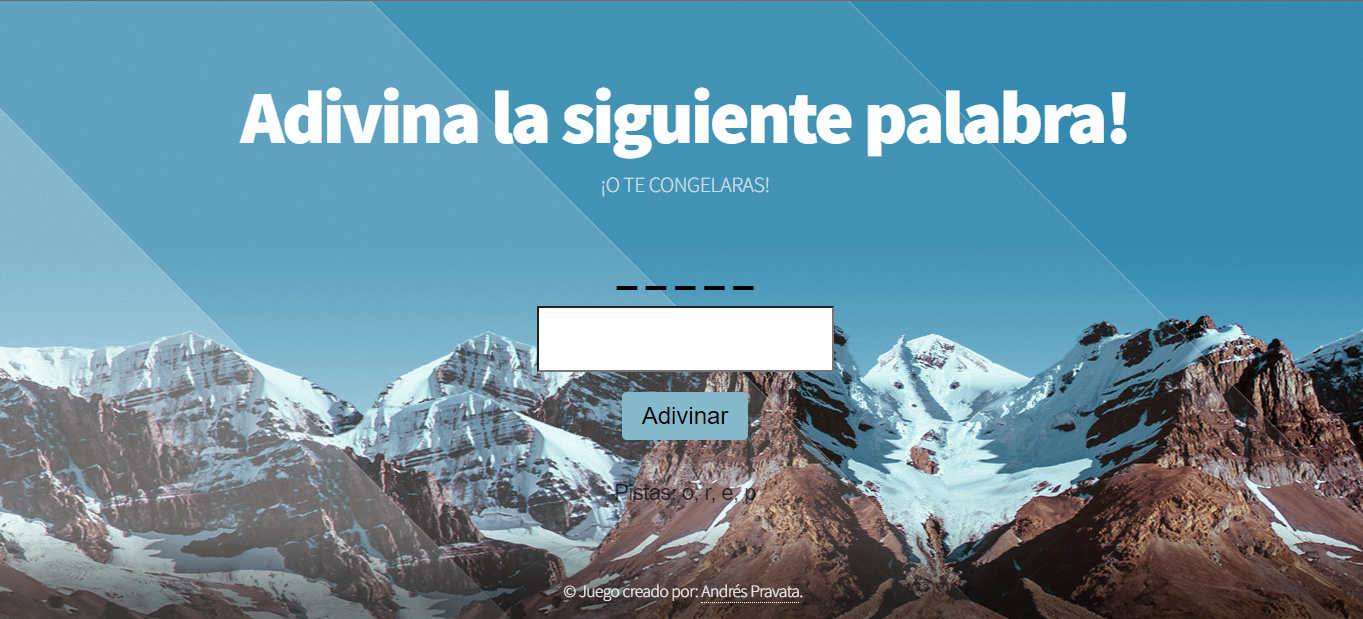 Adivina la siguiente palabra!
¡O TE CONGELARAS!
_ _ _ _ _
Adivinar
Pistas: o, r, e, p
© Juego creado por: Andrés Pravata.